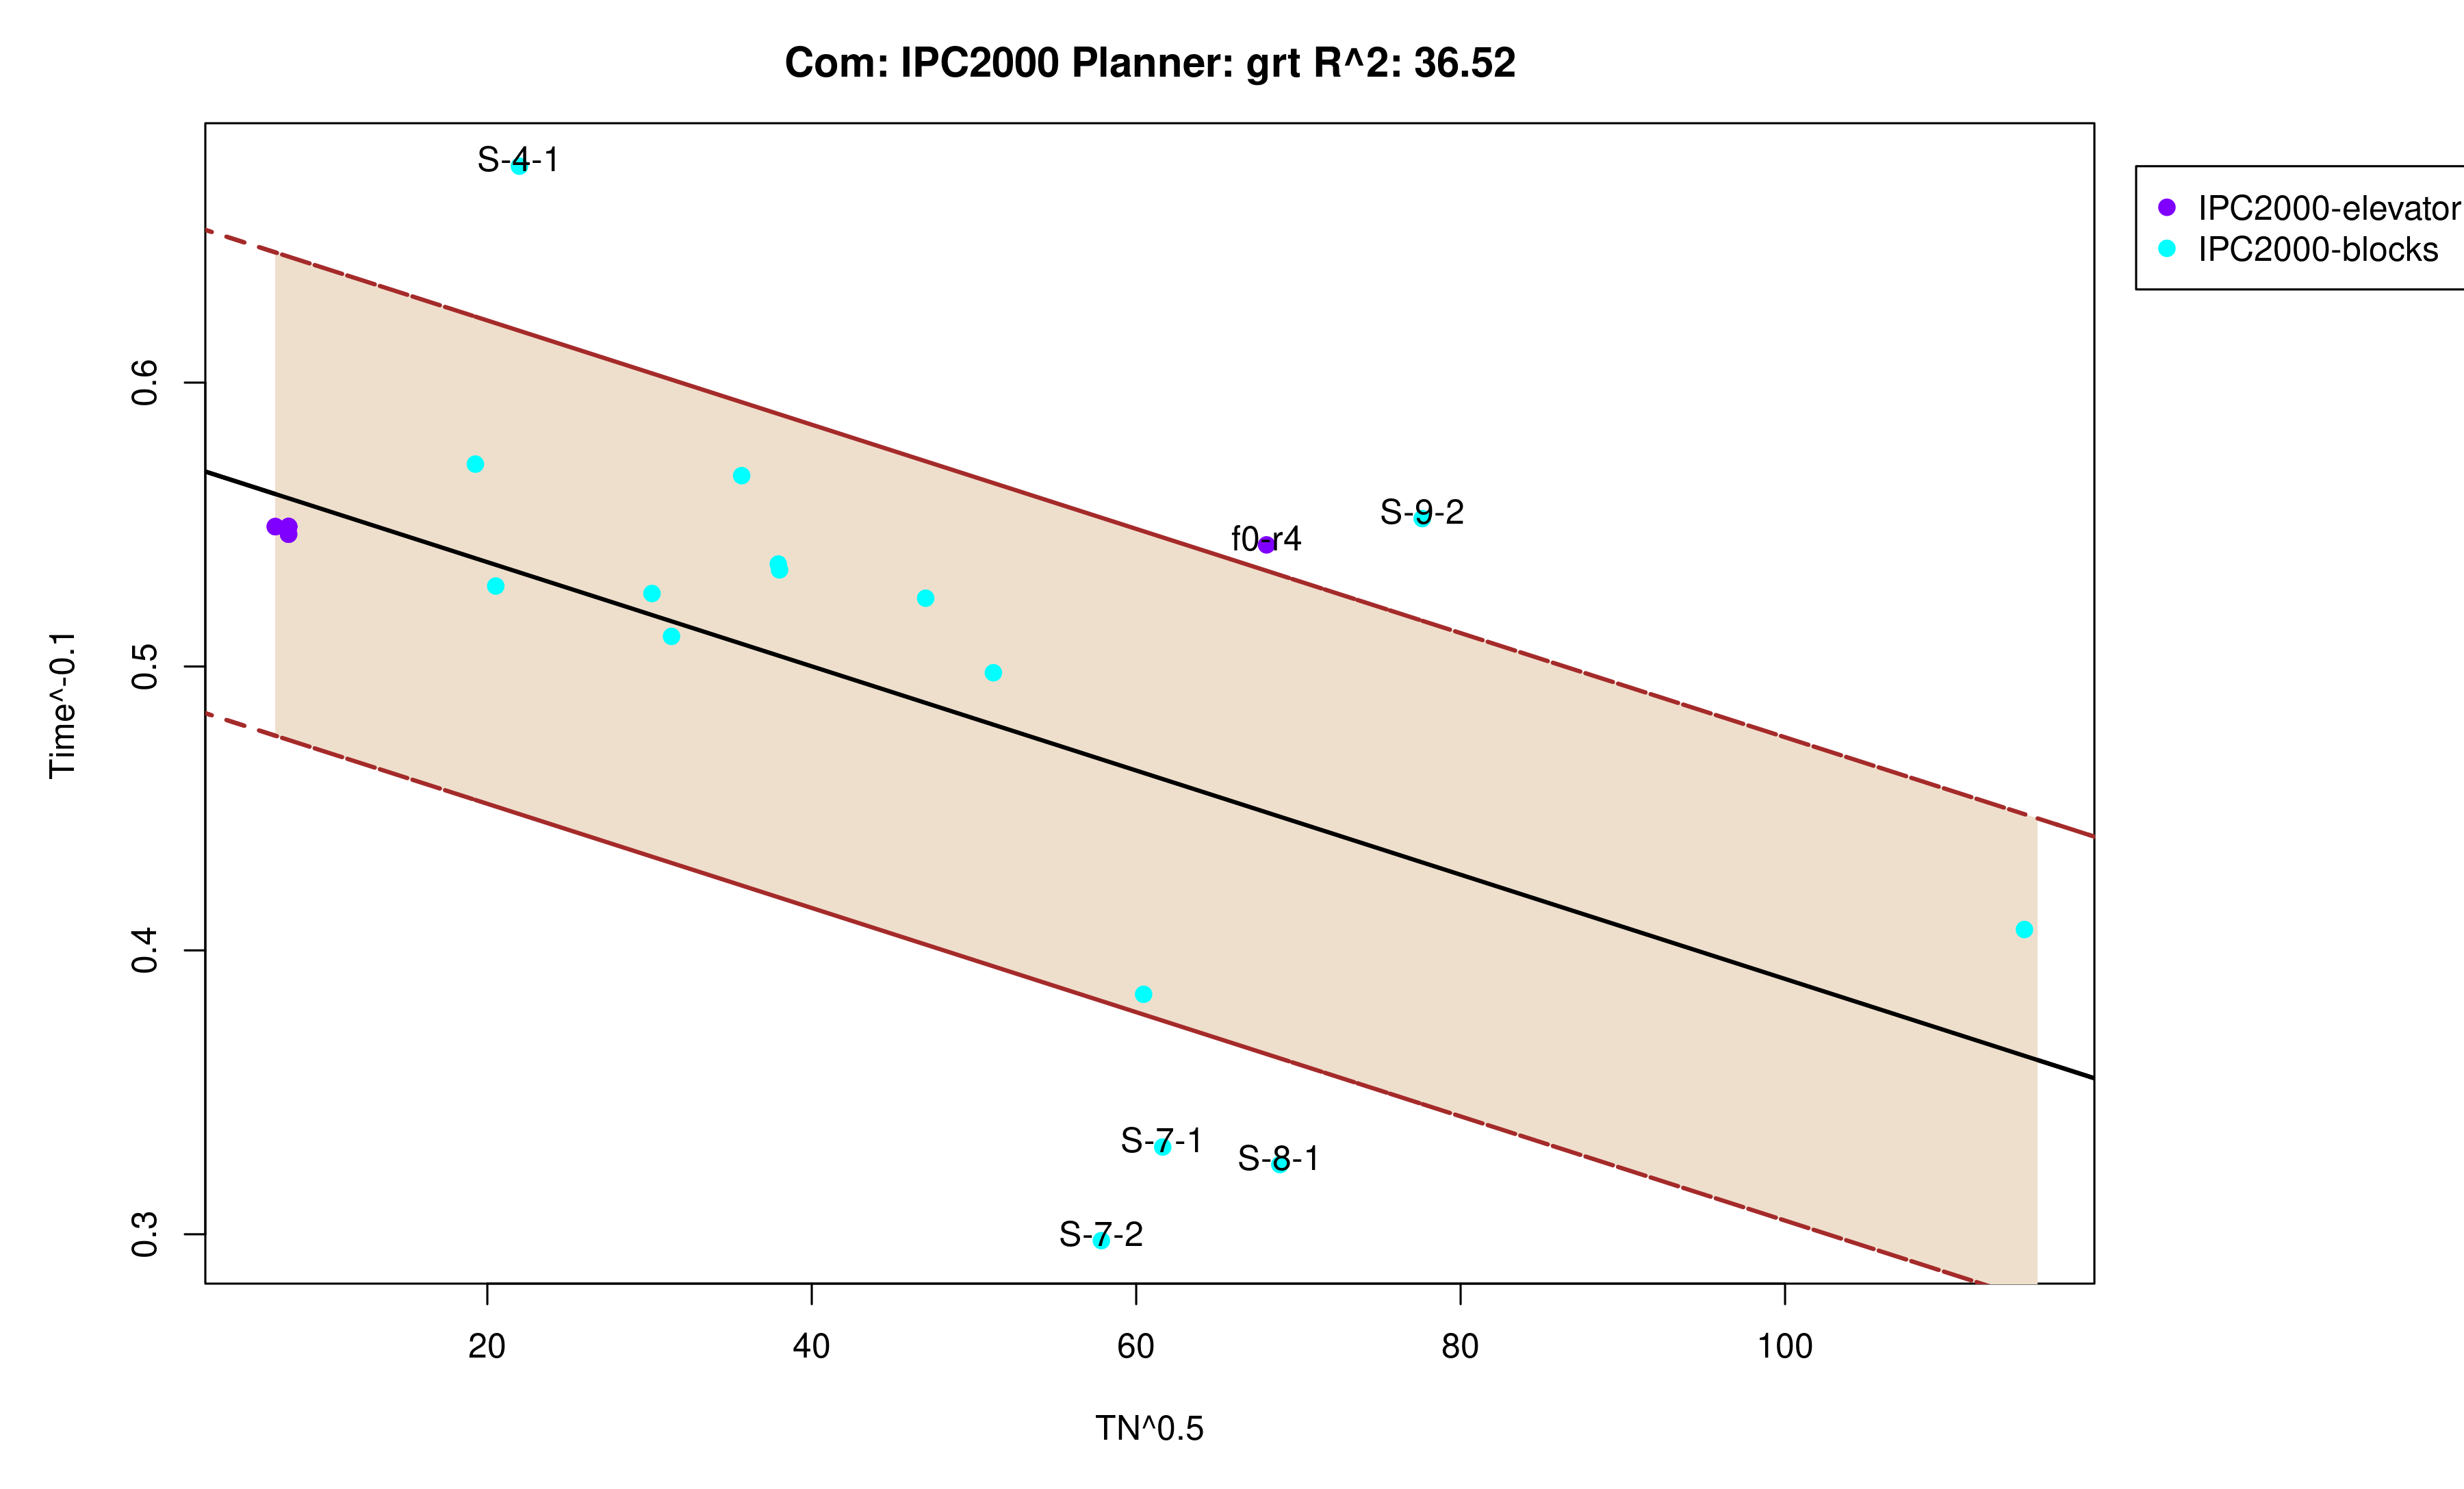 Com: IPC2000 Planner: grt R^2: 36.52
S-4-1
IPC2000-elevator
IPC2000-blocks
0.6
S-9-2
f0-r4
0.5
Time^-0.1
0.4
S-7-1
S-8-1
S-7-2
0.3
20 40 60 80 100
TN^0.5